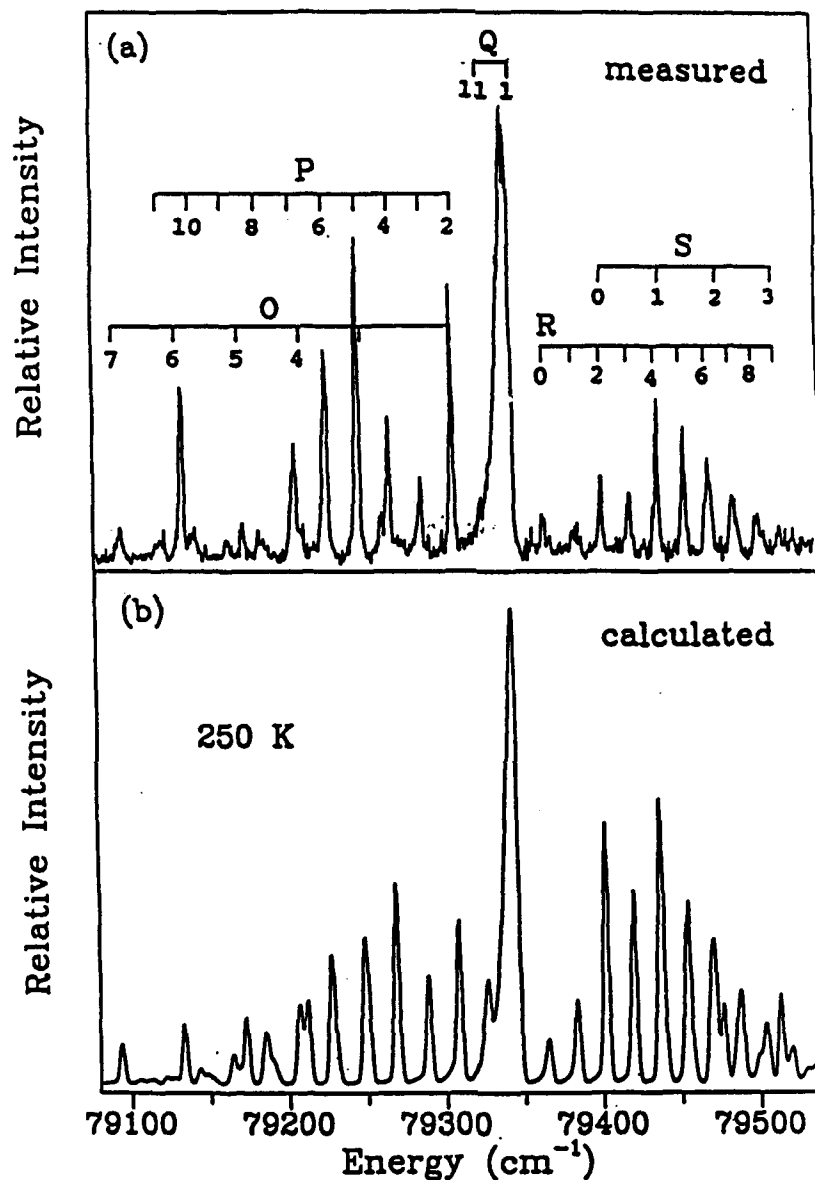 (a)
Q
11 1
measured
P
10 8 6 4 2
S
0 1 2 3
O
7 6 5 4
R
0 2 4 6 8
Relative Intensity
(b)
calculated
250 K
Relative Intensity
79100 79200 79300 79400 79500
Energy (cm⁻¹)